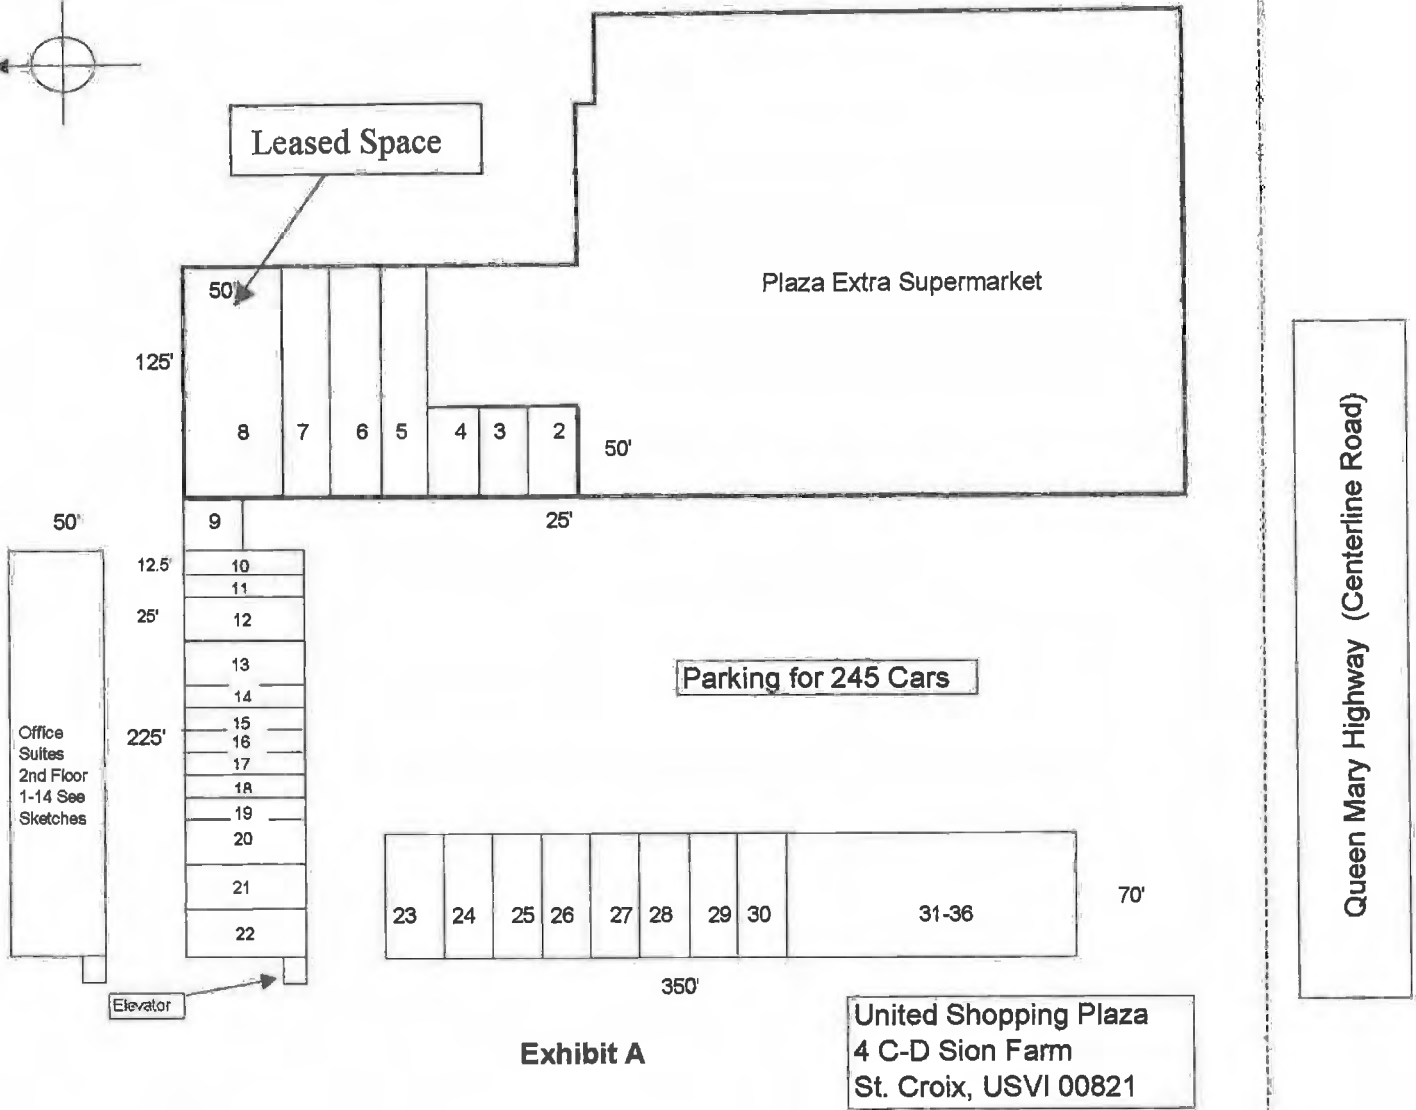 Leased Space
Plaza Extra Supermarket
50'
125'
8 7 6 5 4 3 2
50'
50'
9
25'
12.5'
10
11
25'
12
13
Parking for 245 Cars
14
15
225'
16
17
18
19
20
21
22
Office
Suites
2nd Floor
1-14 See
Sketches
23 24 25 26 27 28 29 30 31-36
70'
350'
Elevator
Exhibit A
United Shopping Plaza
4 C-D Sion Farm
St. Croix, USVI 00821
Queen Mary Highway (Centerline Road)